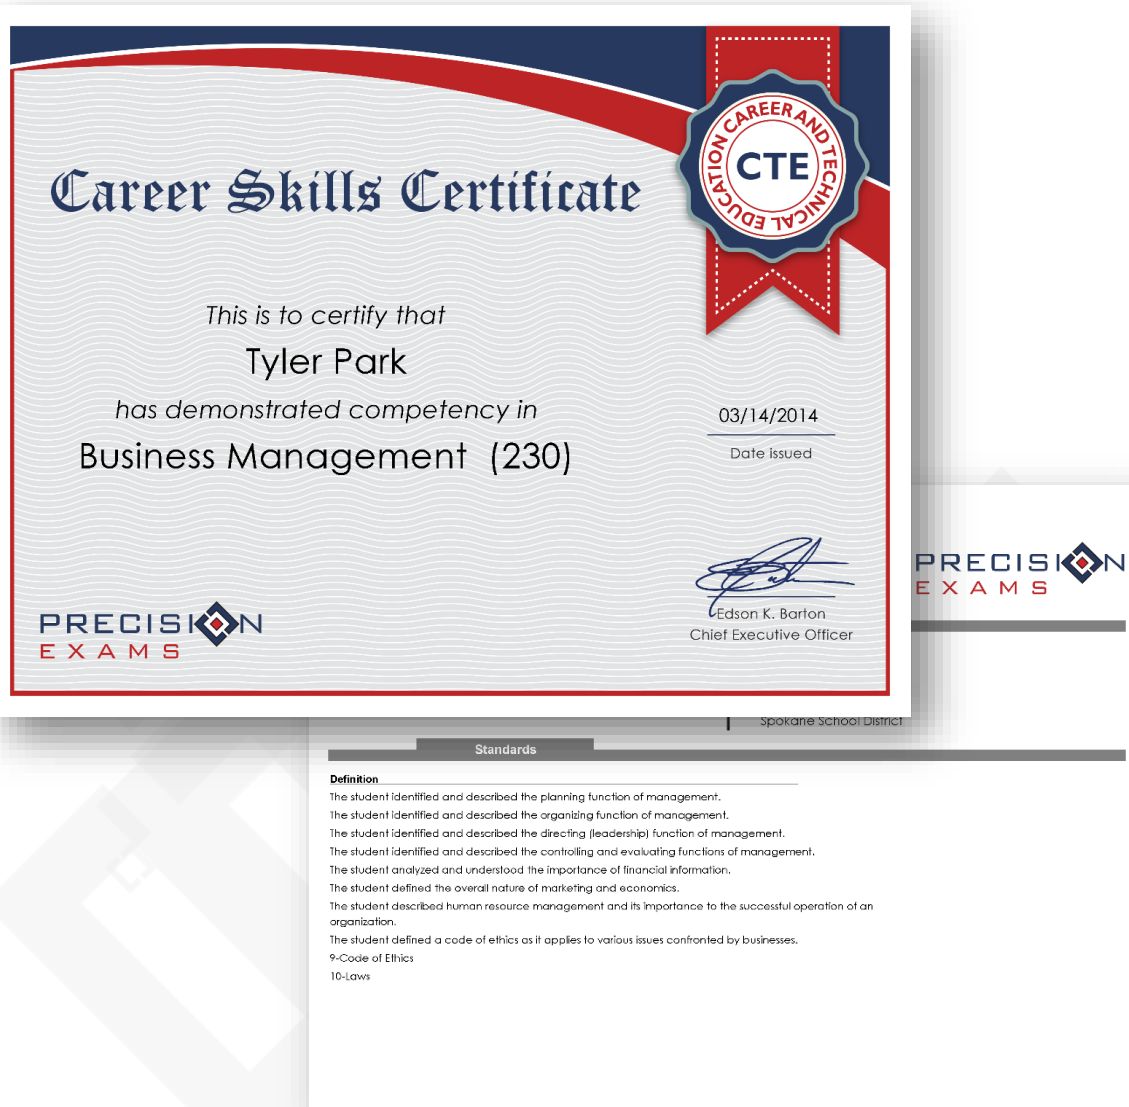 Career Skills Certificate
CAREER AND TECHNICAL EDUCATION
CTE
This is to certify that
Tyler Park
has demonstrated competency in
Business Management (230)
03/14/2014
Date issued
Edson K. Barton
Chief Executive Officer
PRECISION
EXAMS
PRECISION
EXAMS
Spokane School District
Standards
Definition
The student identified and described the planning function of management.
The student identified and described the organizing function of management.
The student identified and described the directing (leadership) function of management.
The student identified and described the controlling and evaluating functions of management.
The student analyzed and understood the importance of financial information.
The student defined the overall nature of marketing and economics.
The student described human resource management and its importance to the successful operation of an
organization.
The student defined a code of ethics as it applies to various issues confronted by businesses.
9-Code of Ethics
10-Laws